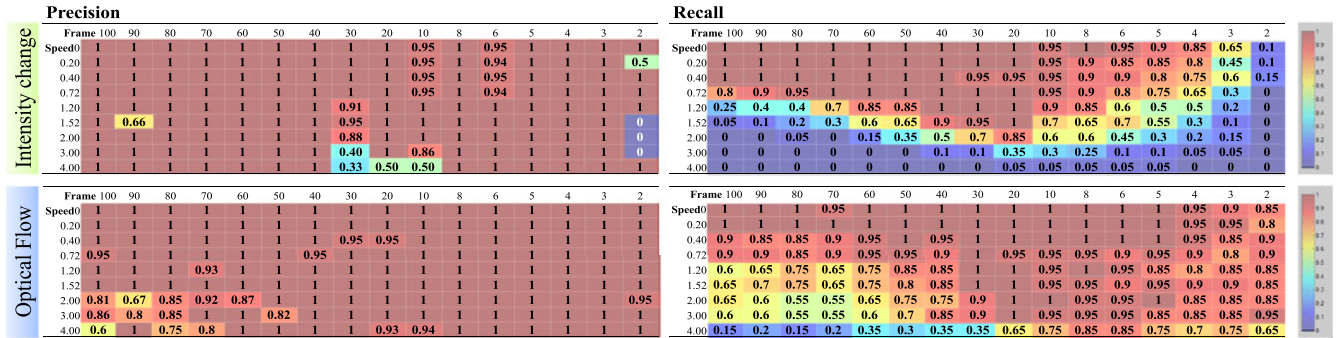 Precision
Recall
Intensity change
Frame 100 90 80 70 60 50 40 30 20 10 8 6 5 4 3 2
Speed0 1 1 1 1 1 1 1 1 1 0.95 1 0.95 1 1 1 1
0.20 1 1 1 1 1 1 1 1 1 0.95 1 0.94 1 1 1 0.5
0.40 1 1 1 1 1 1 1 1 1 0.95 1 0.95 1 1 1 1
0.72 1 1 1 1 1 1 1 1 1 0.95 1 0.94 1 1 1 1
1.20 1 1 1 1 1 1 1 0.91 1 1 1 1 1 1 1 1
1.52 1 0.66 1 1 1 1 1 0.95 1 1 1 1 1 1 1 0
2.00 1 1 1 1 1 1 1 0.88 1 1 1 1 1 1 1 0
3.00 1 1 1 1 1 1 1 0.40 1 0.86 1 1 1 1 1 0
4.00 1 1 1 1 1 1 1 0.33 0.50 0.50 1 1 1 1 1 1
Frame 100 90 80 70 60 50 40 30 20 10 8 6 5 4 3 2
Speed0 1 1 1 1 1 1 1 1 1 0.95 1 0.95 0.9 0.85 0.65 0.1
0.20 1 1 1 1 1 1 1 1 1 0.95 0.9 0.85 0.85 0.8 0.45 0.1
0.40 1 1 1 1 1 1 1 0.95 0.95 0.95 0.9 0.9 0.8 0.75 0.6 0.15
0.72 0.8 0.9 0.95 1 1 1 1 1 1 0.95 0.9 0.8 0.75 0.65 0.3 0
1.20 0.25 0.4 0.4 0.7 0.85 0.85 1 1 1 0.9 0.85 0.6 0.5 0.5 0.2 0
1.52 0.05 0.1 0.2 0.3 0.6 0.65 0.9 0.95 1 0.7 0.65 0.7 0.55 0.3 0.1 0
2.00 0 0 0.05 0 0.15 0.35 0.5 0.7 0.85 0.6 0.6 0.45 0.3 0.2 0.15 0
3.00 0 0 0 0 0 0 0.1 0.1 0.35 0.3 0.25 0.1 0.1 0.05 0.05 0
4.00 0 0 0 0 0 0 0 0 0.05 0.05 0.05 0.05 0.05 0 0 0
Optical Flow
Frame 100 90 80 70 60 50 40 30 20 10 8 6 5 4 3 2
Speed0 1 1 1 1 1 1 1 1 1 1 1 1 1 1 1 1
0.20 1 1 1 1 1 1 1 1 1 1 1 1 1 1 1 1
0.40 1 1 1 1 1 1 1 0.95 0.95 1 1 1 1 1 1 1
0.72 0.95 1 1 1 1 1 0.95 1 1 1 1 1 1 1 1 1
1.20 1 1 1 0.93 1 1 1 1 1 1 1 1 1 1 1 1
1.52 1 1 1 1 1 1 1 1 1 1 1 1 1 1 1 1
2.00 0.81 0.67 0.85 0.92 0.87 1 1 1 1 1 1 1 1 1 1 0.95
3.00 0.86 0.8 0.85 1 1 0.82 1 1 1 1 1 1 1 1 1 1
4.00 0.6 1 0.75 0.8 1 1 1 1 0.93 0.94 1 1 1 1 1 1
Frame 100 90 80 70 60 50 40 30 20 10 8 6 5 4 3 2
Speed0 1 1 1 0.95 1 1 1 1 1 1 1 1 1 0.95 0.9 0.85
0.20 1 1 1 1 1 1 1 1 1 1 1 1 1 0.95 0.95 0.8
0.40 0.9 0.85 0.85 0.9 0.95 1 0.95 1 1 1 1 1 1 0.95 0.85 0.9
0.72 0.9 0.9 0.95 0.9 0.95 0.95 0.95 1 0.95 0.95 0.95 0.95 0.95 0.9 0.8 0.9
1.20 0.6 0.65 0.75 0.65 0.75 0.85 0.85 1 1 0.95 1 0.95 0.85 0.8 0.85 0.85
1.52 0.65 0.7 0.75 0.65 0.75 0.8 0.85 1 1 0.95 0.95 0.9 0.95 0.9 0.9 0.85
2.00 0.65 0.6 0.55 0.55 0.65 0.75 0.75 0.9 1 1 0.95 0.95 1 0.85 0.85 0.85
3.00 0.65 0.6 0.55 0.55 0.6 0.7 0.85 0.9 1 0.95 0.95 0.95 0.85 0.85 0.85 0.95
4.00 0.15 0.2 0.15 0.2 0.35 0.3 0.35 0.35 0.65 0.75 0.85 0.85 0.75 0.7 0.75 0.65